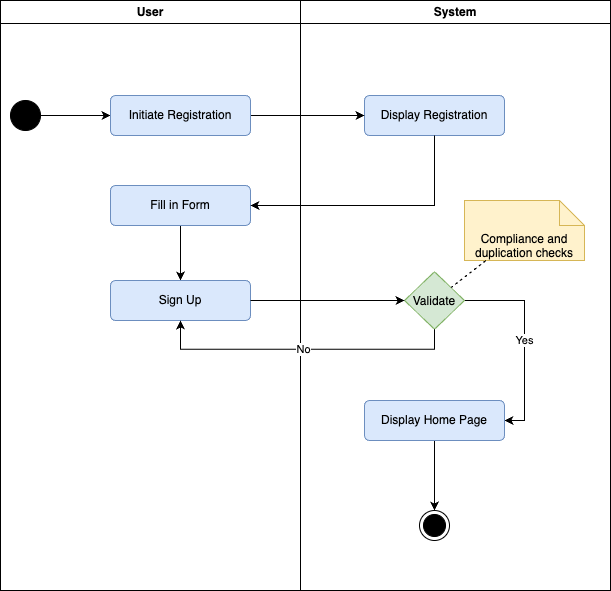 User
System
Initiate Registration
Display Registration
Fill in Form
Compliance and
duplication checks
Sign Up
Validate
Yes
No
Display Home Page